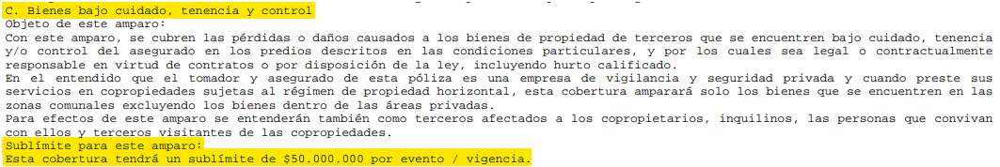 C. Bienes bajo cuidado, tenencia y control
Objeto de este amparo:
Con este amparo, se cubren las pérdidas o daños causados a los bienes de propiedad de terceros que se encuentren bajo cuidado, tenencia
y/o control del asegurado en los predios descritos en las condiciones particulares, y por los cuales sea legal o contractualmente
responsable en virtud de contratos o por disposición de la ley, incluyendo hurto calificado.
En el entendido que el tomador y asegurado de esta póliza es una empresa de vigilancia y seguridad privada y cuando preste sus
servicios en copropiedades sujetas al régimen de propiedad horizontal, esta cobertura amparará solo los bienes que se encuentren en las
zonas comunales excluyendo los bienes dentro de las áreas privadas.
Para efectos de este amparo se entenderán también como terceros afectados a los copropietarios, inquilinos, las personas que convivan
con ellos y terceros visitantes de las copropiedades.
Sublímite para este amparo:
Esta cobertura tendrá un sublímite de $50.000.000 por evento / vigencia.